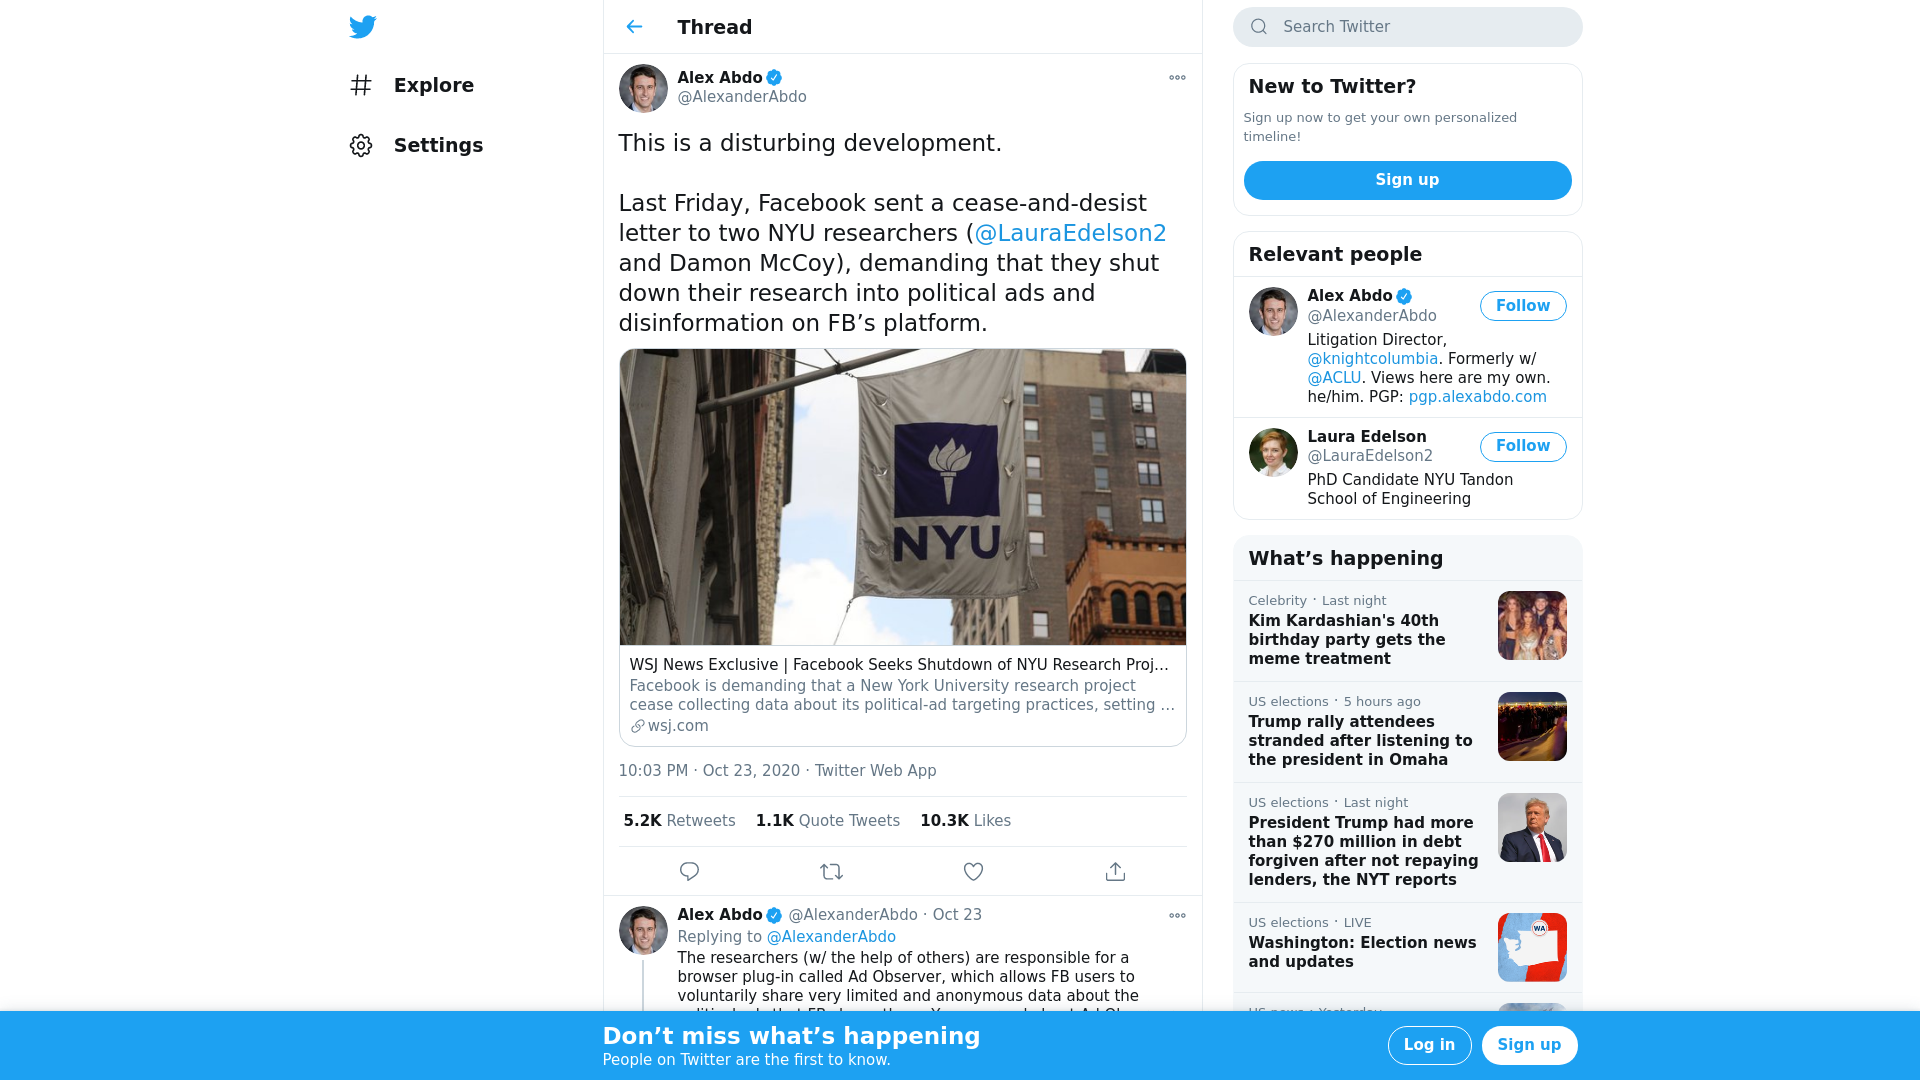 Explore
Settings
Thread
Alex Abdo
@AlexanderAbdo
This is a disturbing development.
Last Friday, Facebook sent a cease-and-desist
letter to two NYU researchers (@LauraEdelson2
and Damon McCoy), demanding that they shut
down their research into political ads and
disinformation on FB’s platform.
NYU
WSJ News Exclusive | Facebook Seeks Shutdown of NYU Research Proj…
Facebook is demanding that a New York University research project
cease collecting data about its political-ad targeting practices, setting …
wsj.com
10:03 PM · Oct 23, 2020 · Twitter Web App
5.2K Retweets 1.1K Quote Tweets 10.3K Likes
Alex Abdo @AlexanderAbdo · Oct 23
Replying to @AlexanderAbdo
The researchers (w/ the help of others) are responsible for a
browser plug-in called Ad Observer, which allows FB users to
voluntarily share very limited and anonymous data about the
Search Twitter
New to Twitter?
Sign up now to get your own personalized
timeline!
Sign up
Relevant people
Alex Abdo
@AlexanderAbdo
Follow
Litigation Director,
@knightcolumbia. Formerly w/
@ACLU. Views here are my own.
he/him. PGP: pgp.alexabdo.com
Laura Edelson
@LauraEdelson2
Follow
PhD Candidate NYU Tandon
School of Engineering
What’s happening
Celebrity · Last night
Kim Kardashian's 40th
birthday party gets the
meme treatment
US elections · 5 hours ago
Trump rally attendees
stranded after listening to
the president in Omaha
US elections · Last night
President Trump had more
than $270 million in debt
forgiven after not repaying
lenders, the NYT reports
US elections · LIVE
Washington: Election news
and updates
WA
Don’t miss what’s happening
People on Twitter are the first to know.
Log in
Sign up